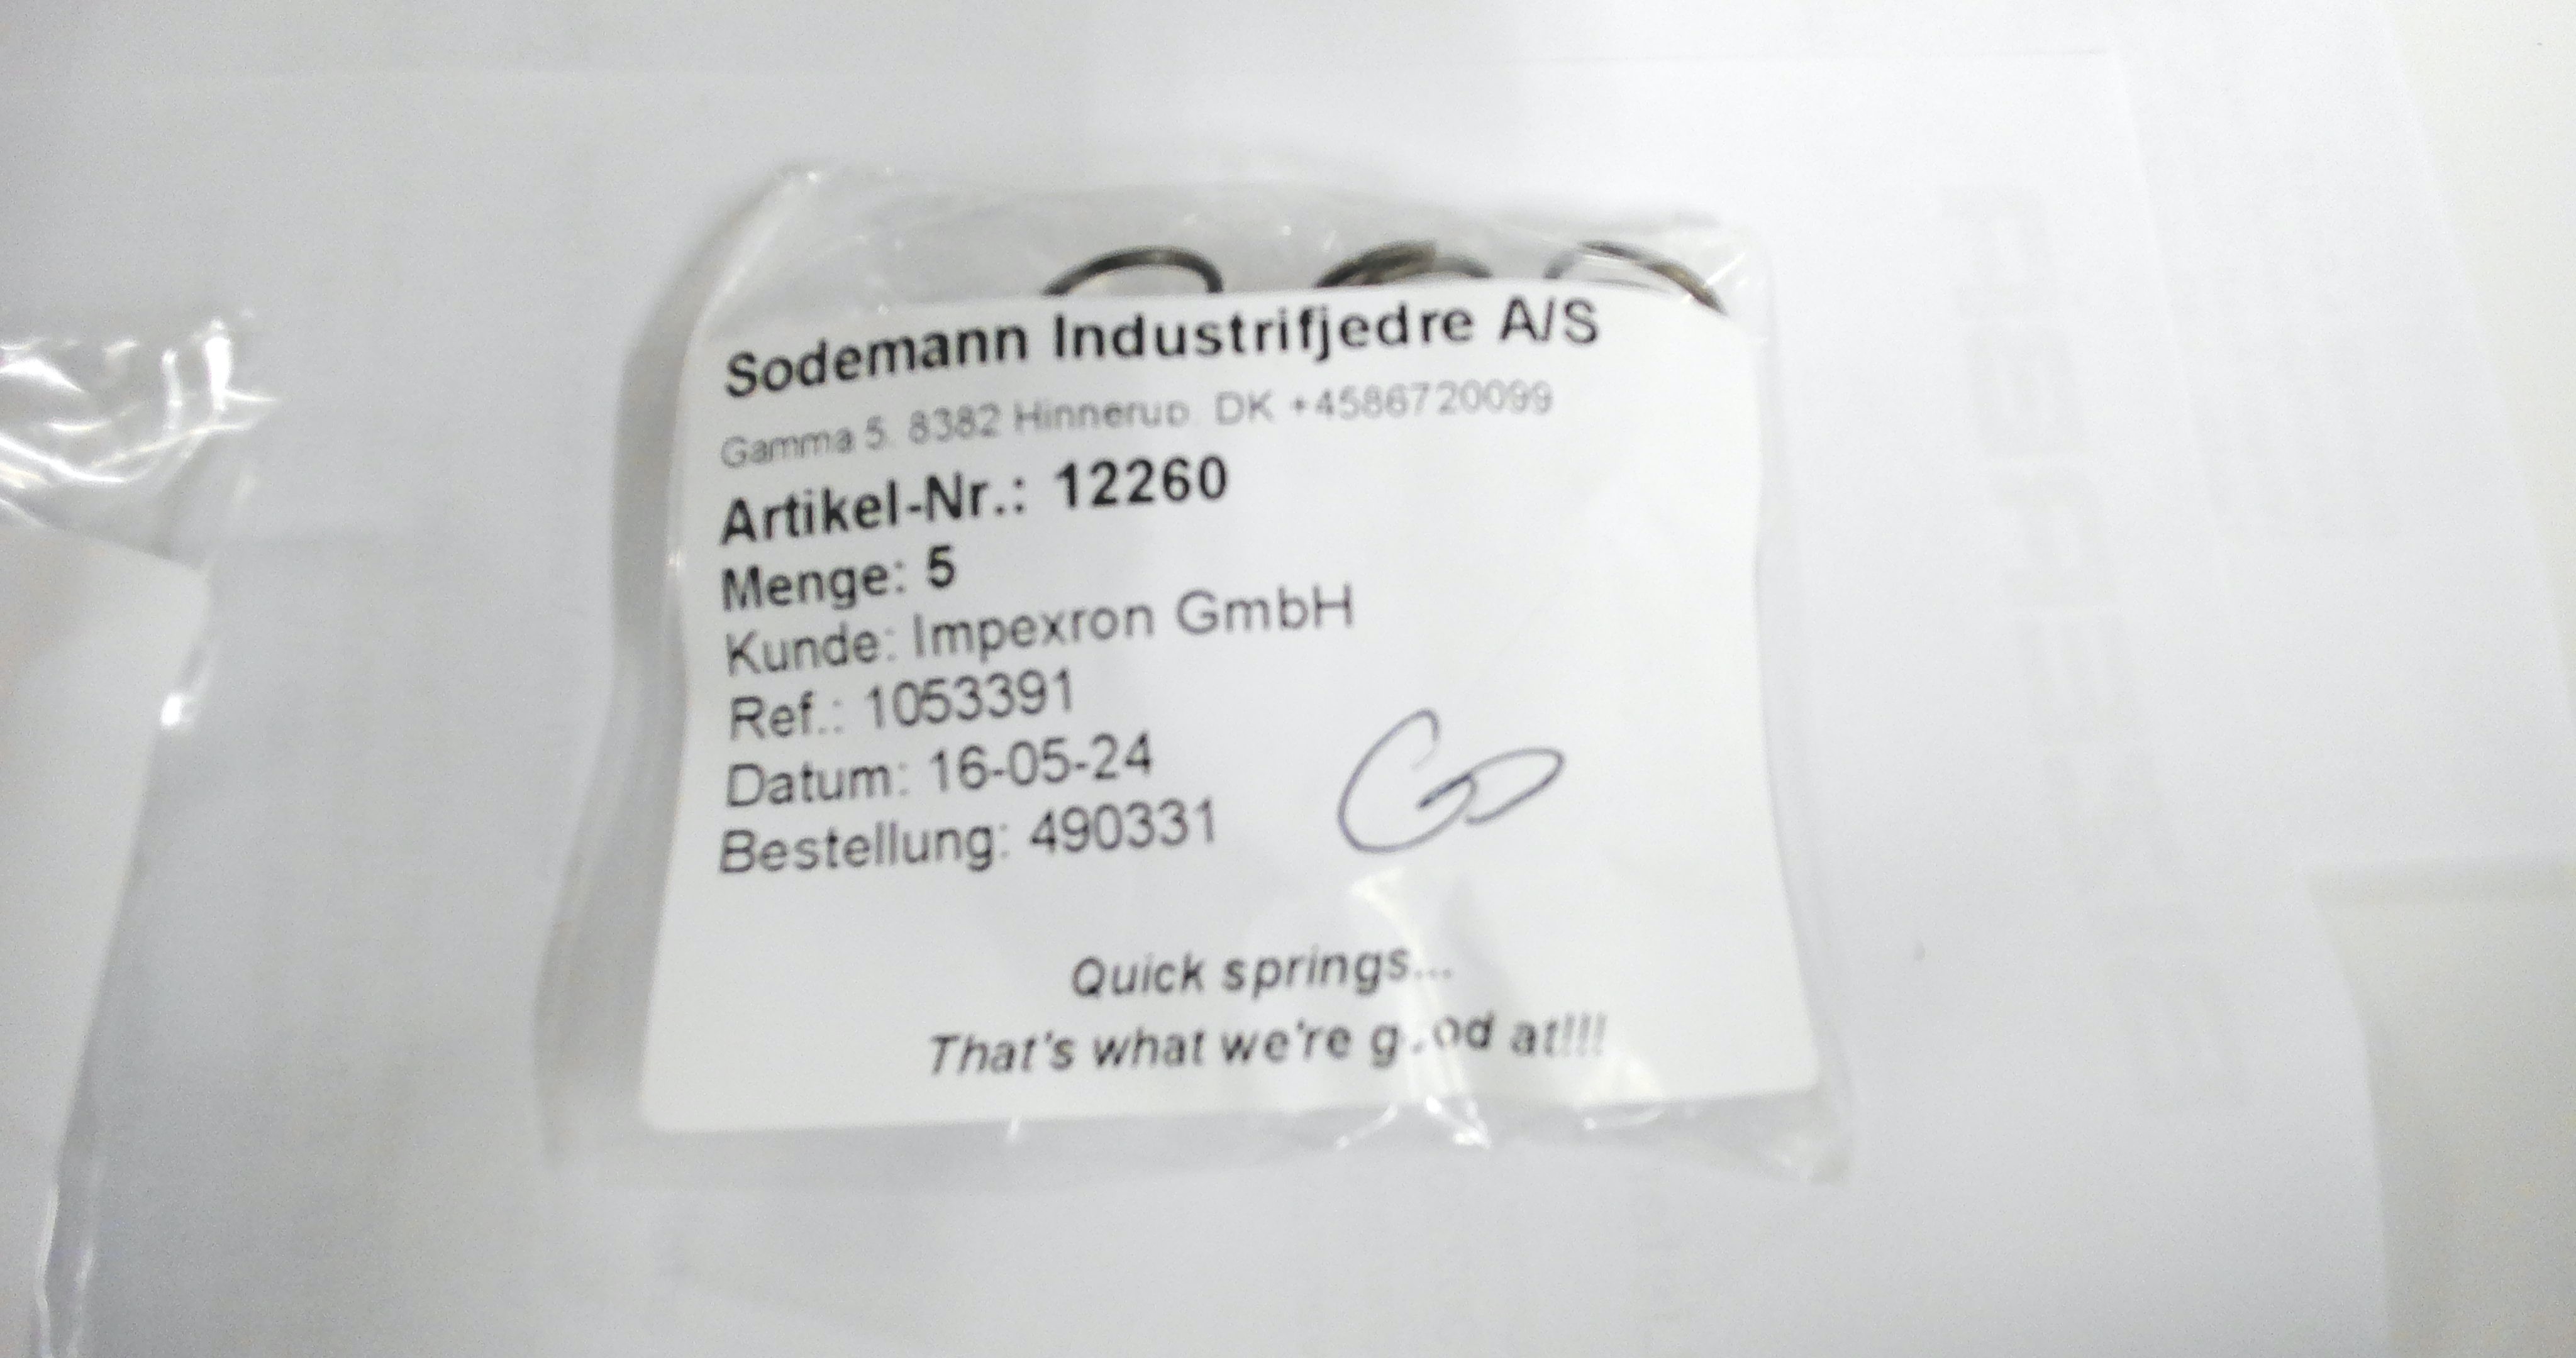 Sodemann Industrifjedre A/S
Gamma 5. 8382 Hinnerup. DK +4586720099
Artikel-Nr.: 12260
Menge: 5
Kunde: Impexron GmbH
Ref.: 1053391
Datum: 16-05-24
Bestellung: 490331
Quick springs...
That's what we're good at!!!